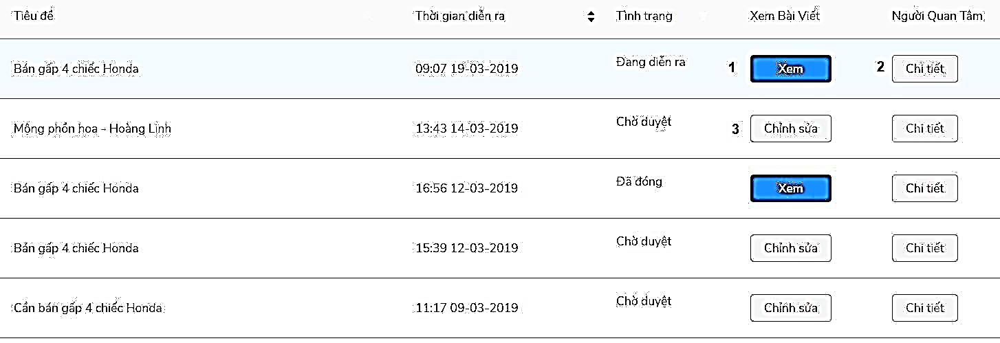 Tiêu đề Thời gian diễn ra Tình trạng Xem Bài Viết Người Quan Tâm
Bán gấp 4 chiếc Honda 09:07 19-03-2019 Đang diễn ra 1 Xem 2 Chi tiết
Mộng phồn hoa - Hoàng Linh 13:43 14-03-2019 Chờ duyệt 3 Chỉnh sửa Chi tiết
Bán gấp 4 chiếc Honda 16:56 12-03-2019 Đã đóng Xem Chi tiết
Bán gấp 4 chiếc Honda 15:39 12-03-2019 Chờ duyệt Chỉnh sửa Chi tiết
Cần bán gấp 4 chiếc Honda 11:17 09-03-2019 Chờ duyệt Chỉnh sửa Chi tiết